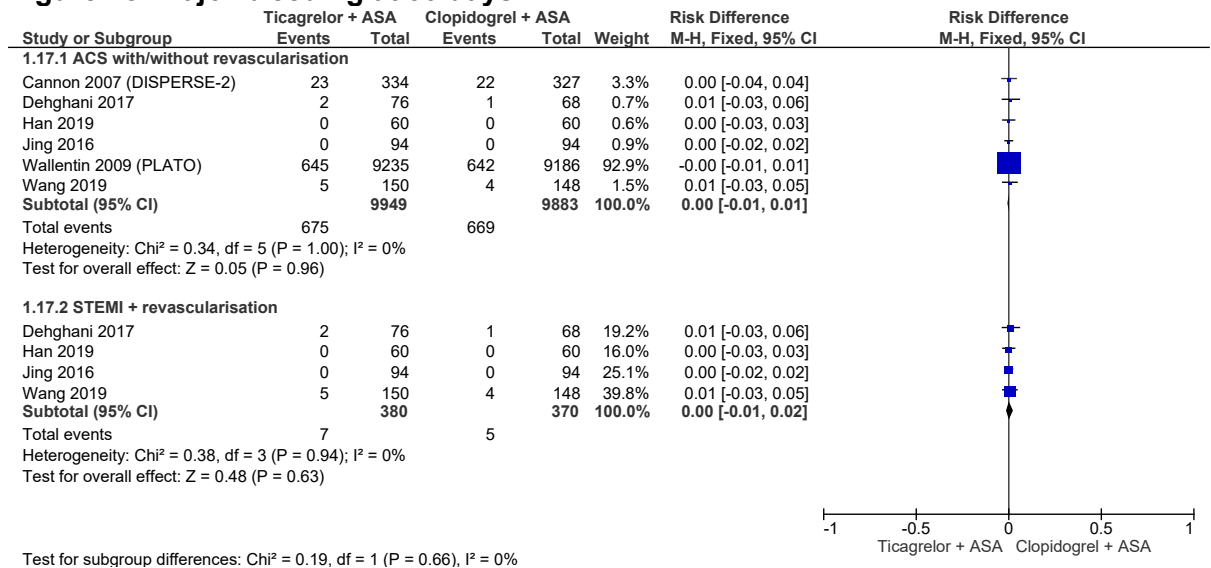 Ticagrelor + ASA Clopidogrel + ASA Risk Difference Risk Difference
Study or Subgroup Events Total Events Total Weight M-H, Fixed, 95% CI M-H, Fixed, 95% CI
1.17.1 ACS with/without revascularisation
Cannon 2007 (DISPERSE-2) 23 334 22 327 3.3% 0.00 [-0.04, 0.04]
Dehghani 2017 2 76 1 68 0.7% 0.01 [-0.03, 0.06]
Han 2019 0 60 0 60 0.6% 0.00 [-0.03, 0.03]
Jing 2016 0 94 0 94 0.9% 0.00 [-0.02, 0.02]
Wallentin 2009 (PLATO) 645 9235 642 9186 92.9% -0.00 [-0.01, 0.01]
Wang 2019 5 150 4 148 1.5% 0.01 [-0.03, 0.05]
Subtotal (95% CI) 9949 9883 100.0% 0.00 [-0.01, 0.01]
Total events 675 669
Heterogeneity: Chi² = 0.34, df = 5 (P = 1.00); I² = 0%
Test for overall effect: Z = 0.05 (P = 0.96)
1.17.2 STEMI + revascularisation
Dehghani 2017 2 76 1 68 19.2% 0.01 [-0.03, 0.06]
Han 2019 0 60 0 60 16.0% 0.00 [-0.03, 0.03]
Jing 2016 0 94 0 94 25.1% 0.00 [-0.02, 0.02]
Wang 2019 5 150 4 148 39.8% 0.01 [-0.03, 0.05]
Subtotal (95% CI) 380 370 100.0% 0.00 [-0.01, 0.02]
Total events 7 5
Heterogeneity: Chi² = 0.38, df = 3 (P = 0.94); I² = 0%
Test for overall effect: Z = 0.48 (P = 0.63)
-1 -0.5 0 0.5 1
Ticagrelor + ASA Clopidogrel + ASA
Test for subgroup differences: Chi² = 0.19, df = 1 (P = 0.66), I² = 0%